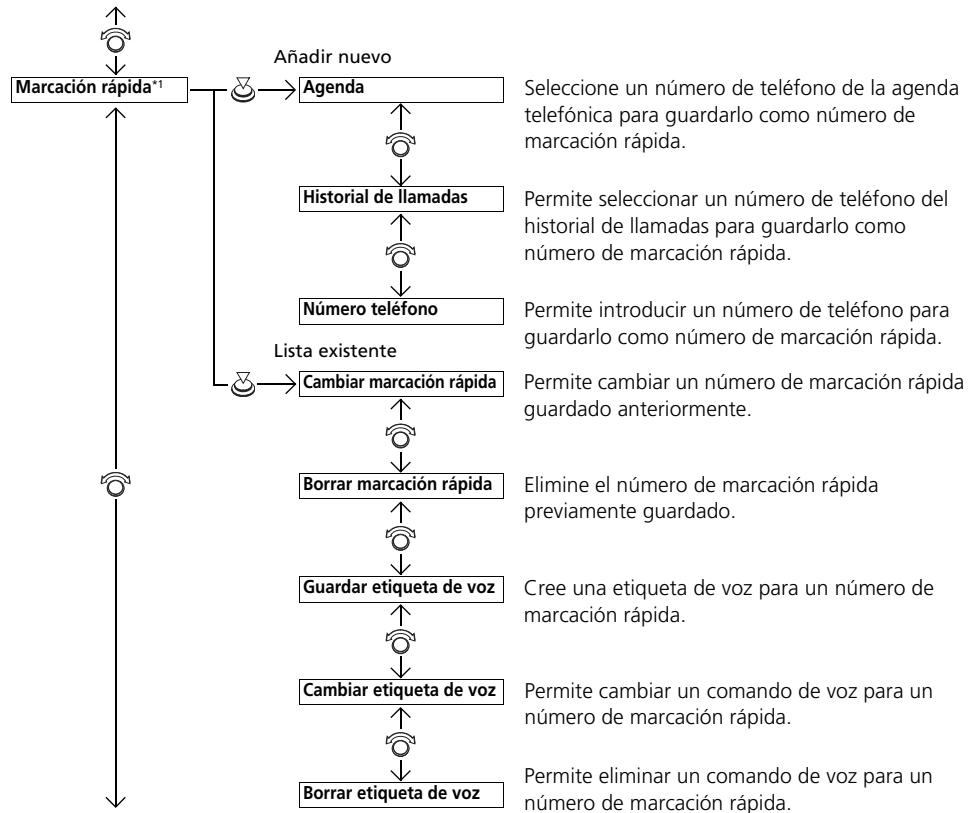 Añadir nuevo
Marcación rápida*1
Agenda
Seleccione un número de teléfono de la agenda
telefónica para guardarlo como número de
marcación rápida.
Historial de llamadas
Permite seleccionar un número de teléfono del
historial de llamadas para guardarlo como
número de marcación rápida.
Número teléfono
Permite introducir un número de teléfono para
guardarlo como número de marcación rápida.
Lista existente
Cambiar marcación rápida
Permite cambiar un número de marcación rápida
guardado anteriormente.
Borrar marcación rápida
Elimine el número de marcación rápida
previamente guardado.
Guardar etiqueta de voz
Cree una etiqueta de voz para un número de
marcación rápida.
Cambiar etiqueta de voz
Permite cambiar un comando de voz para un
número de marcación rápida.
Borrar etiqueta de voz
Permite eliminar un comando de voz para un
número de marcación rápida.